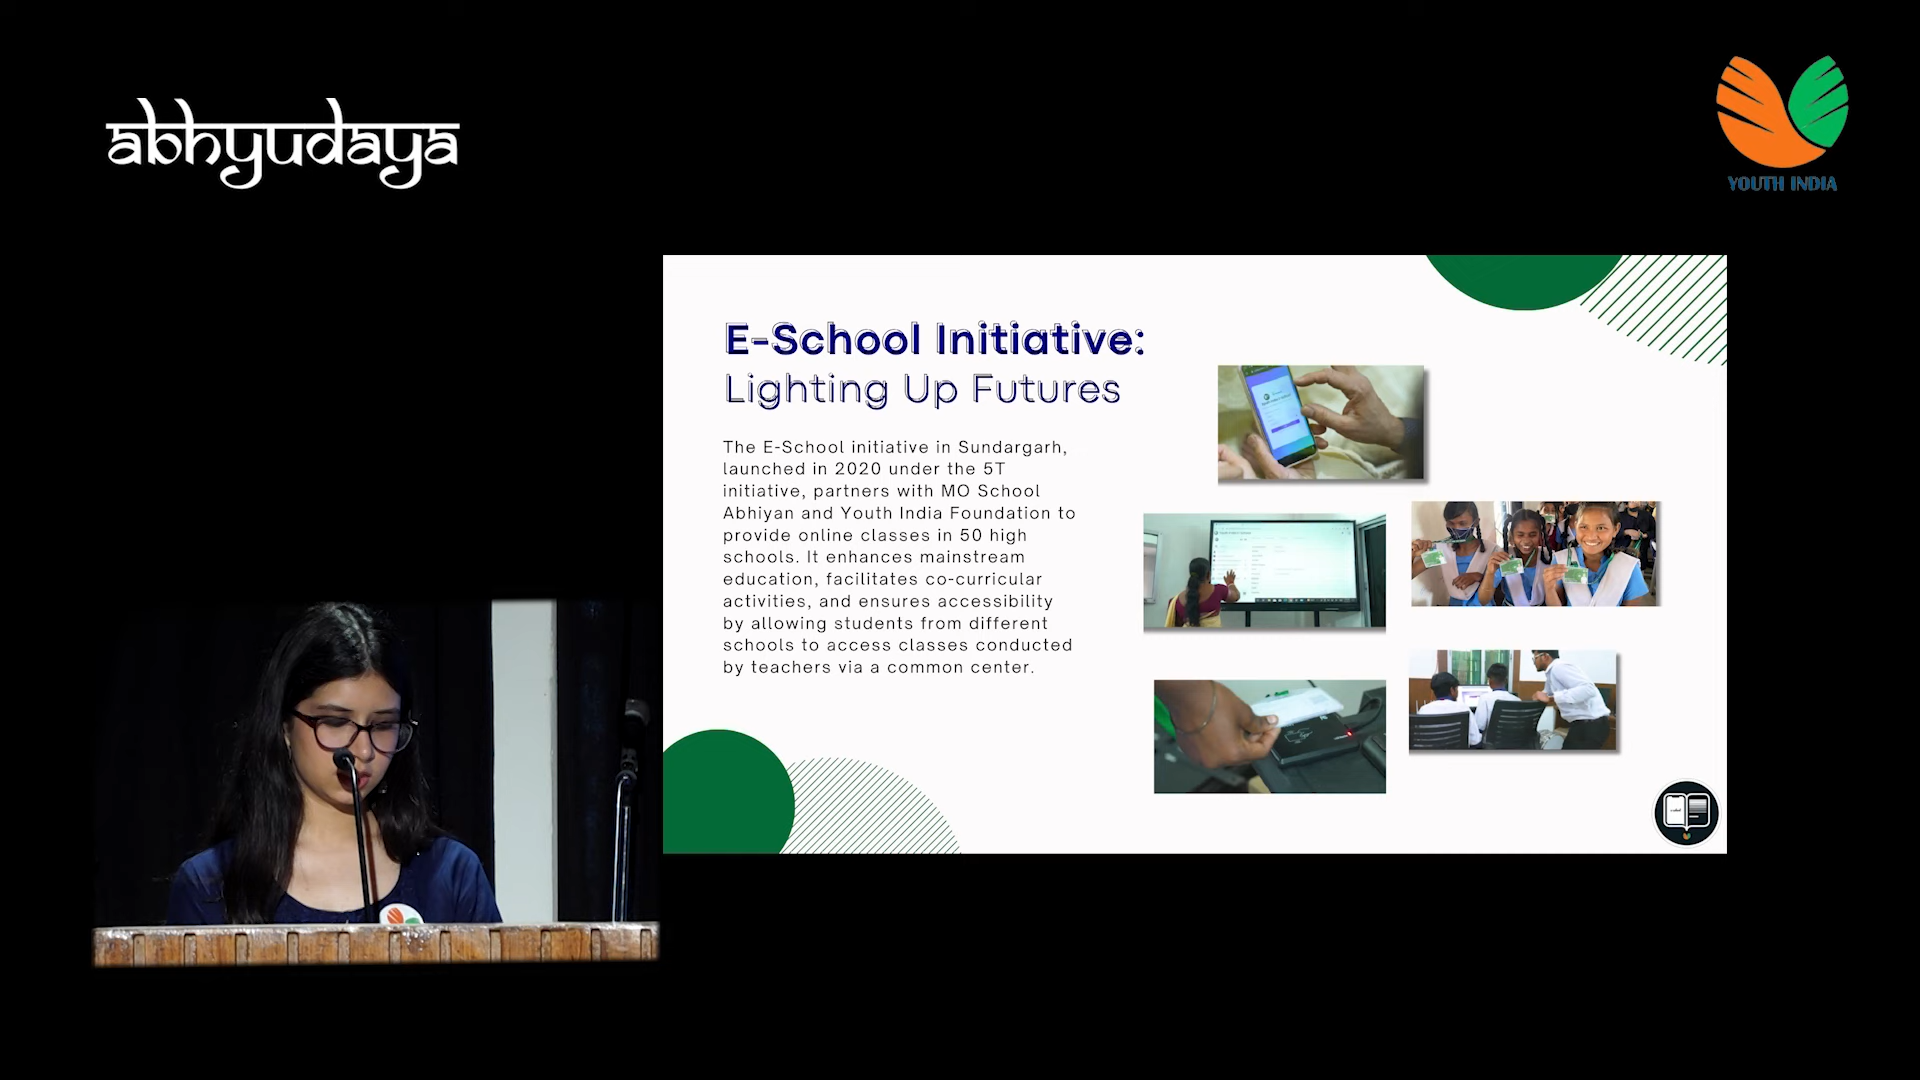 abhyudaya
YOUTH INDIA
E-School Initiative:
Lighting Up Futures
The E-School initiative in Sundargarh,
launched in 2020 under the 5T
initiative, partners with MO School
Abhiyan and Youth India Foundation to
provide online classes in 50 high
schools. It enhances mainstream
education, facilitates co-curricular
activities, and ensures accessibility
by allowing students from different
schools to access classes conducted
by teachers via a common center.